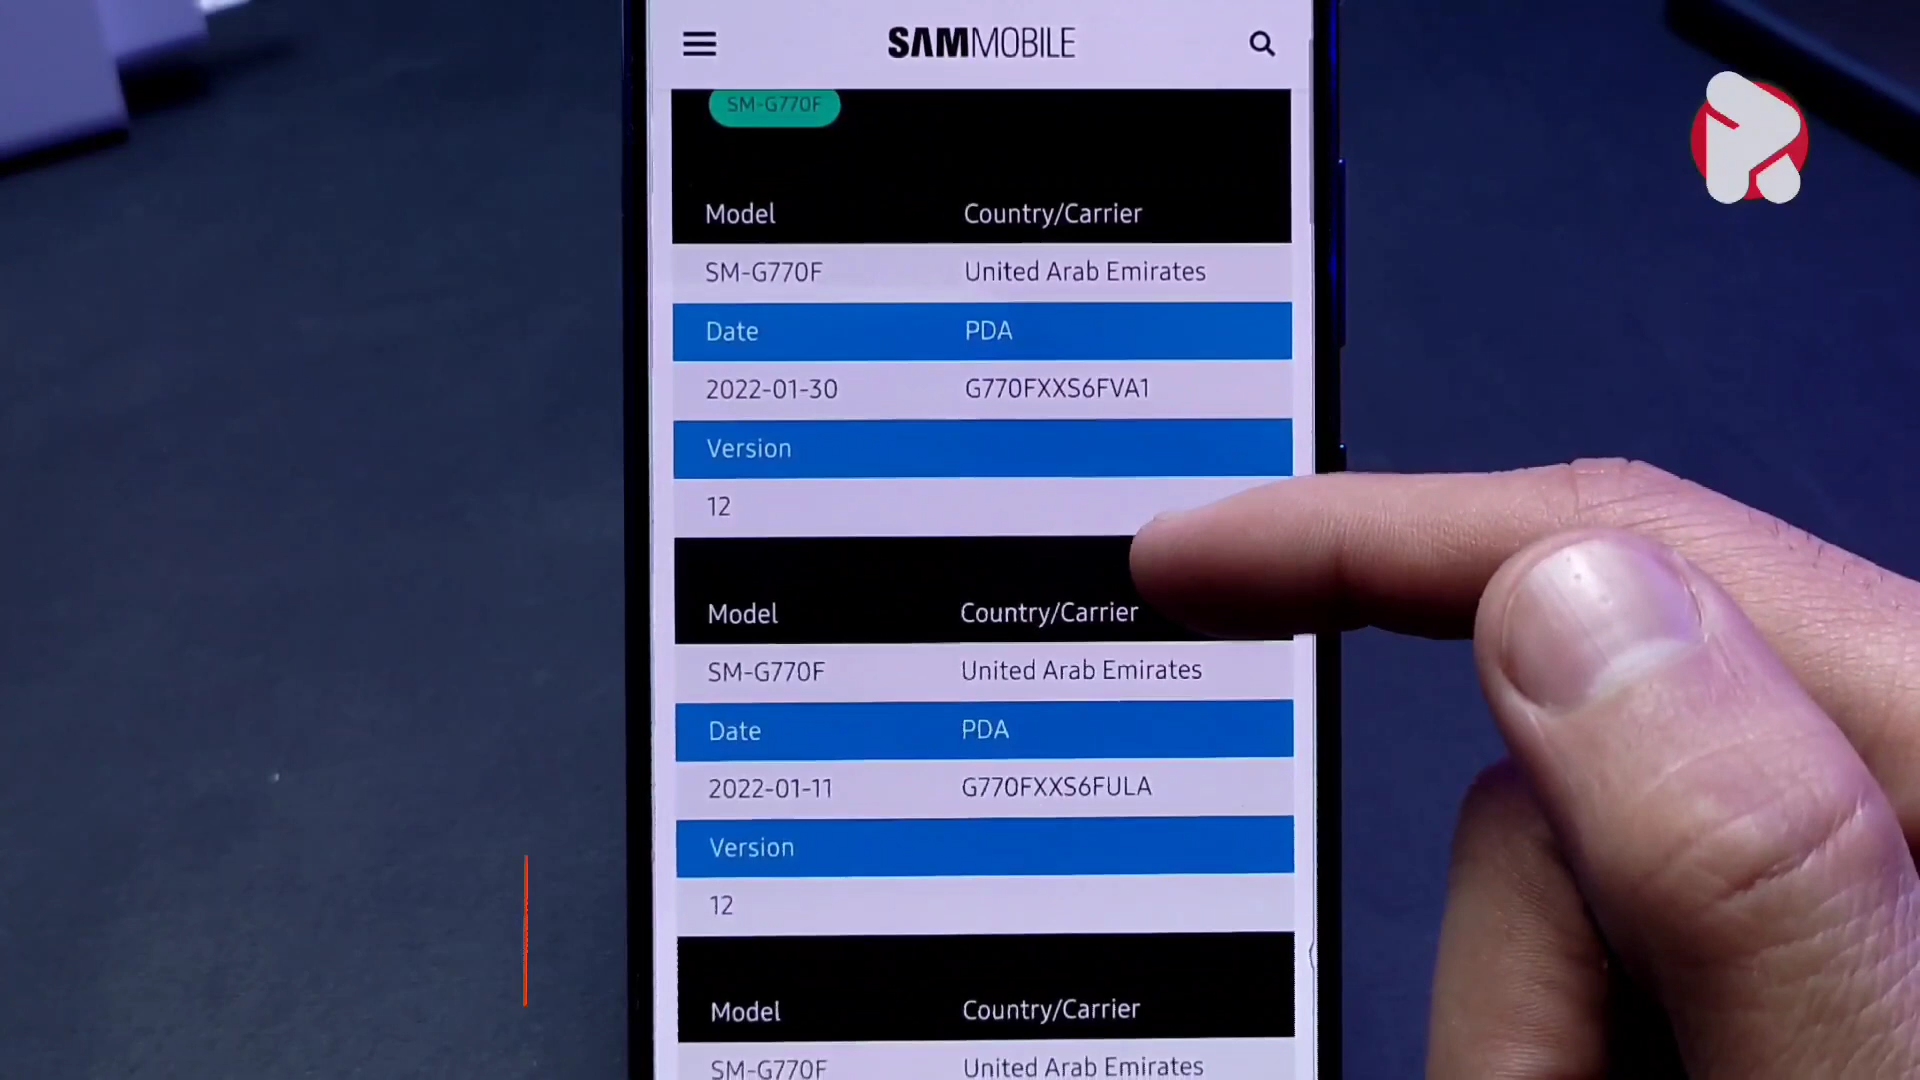 SAMMOBILE
SM-G770F
Model Country/Carrier
SM-G770F United Arab Emirates
Date PDA
2022-01-30 G770FXXS6FVA1
Version
12
Model Country/Carrier
SM-G770F United Arab Emirates
Date PDA
2022-01-11 G770FXXS6FULA
Version
12
Model Country/Carrier
SM-G770F United Arab Emirates